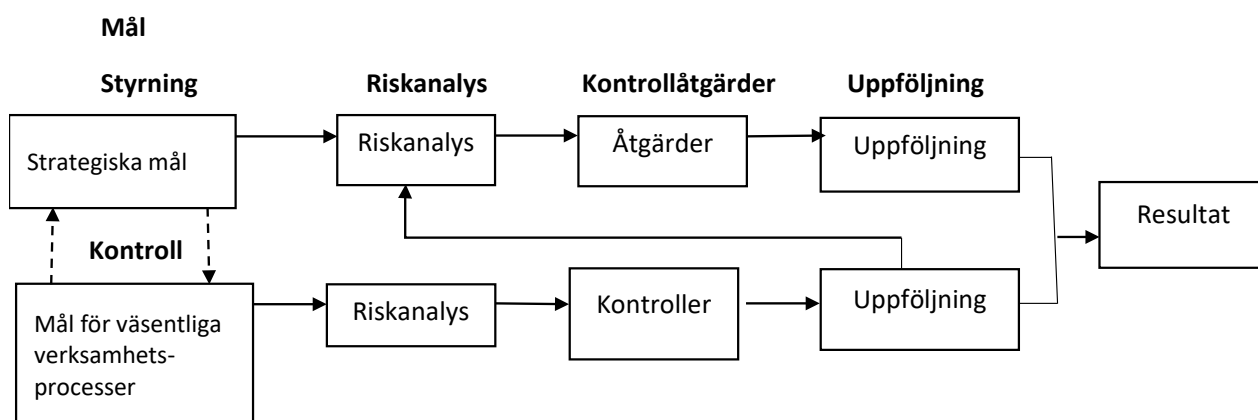 Mål
Styrning
Riskanalys
Kontrollåtgärder
Uppföljning
Strategiska mål
Riskanalys
Åtgärder
Uppföljning
Resultat
Kontroll
Mål för väsentliga
verksamhets-
processer
Riskanalys
Kontroller
Uppföljning